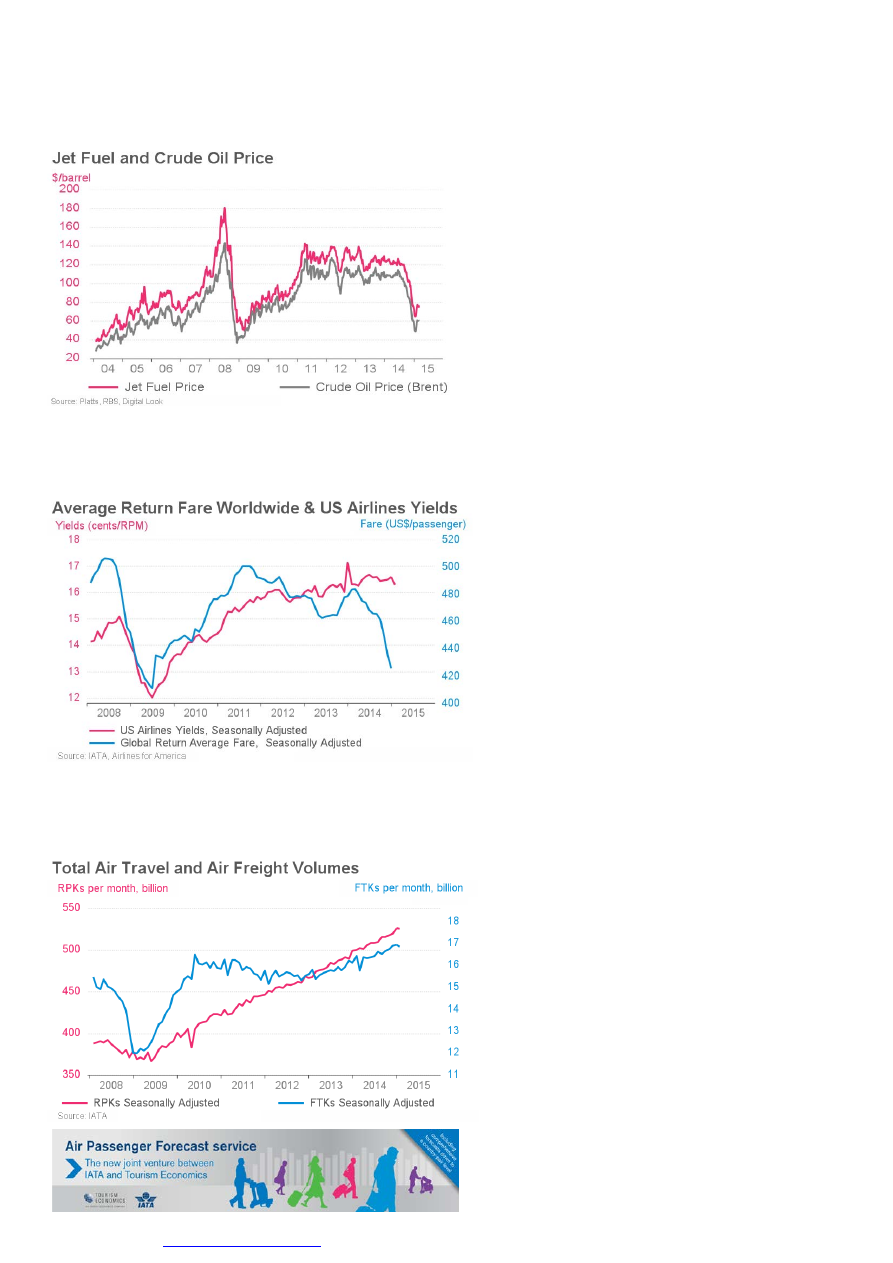 Jet Fuel and Crude Oil Price
$/barrel
200
180
160
140
120
100
80
60
40
20
04 05 06 07 08 09 10 11 12 13 14 15
Jet Fuel Price Crude Oil Price (Brent)
Source: Platts, RBS, Digital Look
Average Return Fare Worldwide & US Airlines Yields
Yields (cents/RPM) Fare (US$/passenger)
18 520
17 500
16 480
15 460
14 440
13 420
12 400
2008 2009 2010 2011 2012 2013 2014 2015
US Airlines Yields, Seasonally Adjusted
Global Return Average Fare, Seasonally Adjusted
Source: IATA, Airlines for America
Total Air Travel and Air Freight Volumes
RPKs per month, billion FTKs per month, billion
550
18
17
500
16
450 15
14
400
13
12
350 11
2008 2009 2010 2011 2012 2013 2014 2015
RPKs Seasonally Adjusted FTKs Seasonally Adjusted
Source: IATA
Air Passenger Forecast service
The new joint venture between
IATA and Tourism Economics
TOURISM
ECONOMICS
IATA
Including